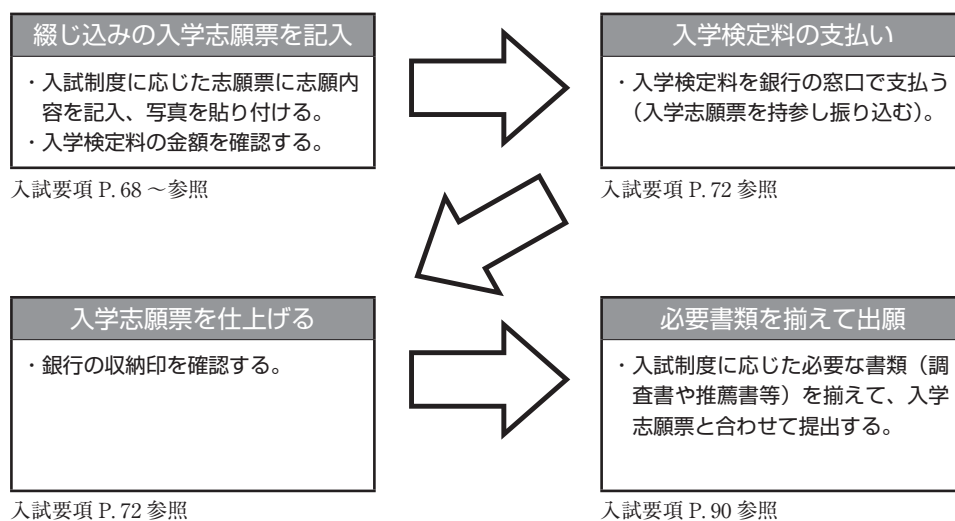 綴じ込みの入学志願票を記入
・入試制度に応じた志願票に志願内
容を記入、写真を貼り付ける。
・入学検定料の金額を確認する。
入試要項 P. 68 ～参照
入学検定料の支払い
・入学検定料を銀行の窓口で支払う
（入学志願票を持参し振り込む）。
入試要項 P. 72 参照
入学志願票を仕上げる
・銀行の収納印を確認する。
入試要項 P. 72 参照
必要書類を揃えて出願
・入試制度に応じた必要な書類（調
査書や推薦書等）を揃えて、入学
志願票と合わせて提出する。
入試要項 P. 90 参照